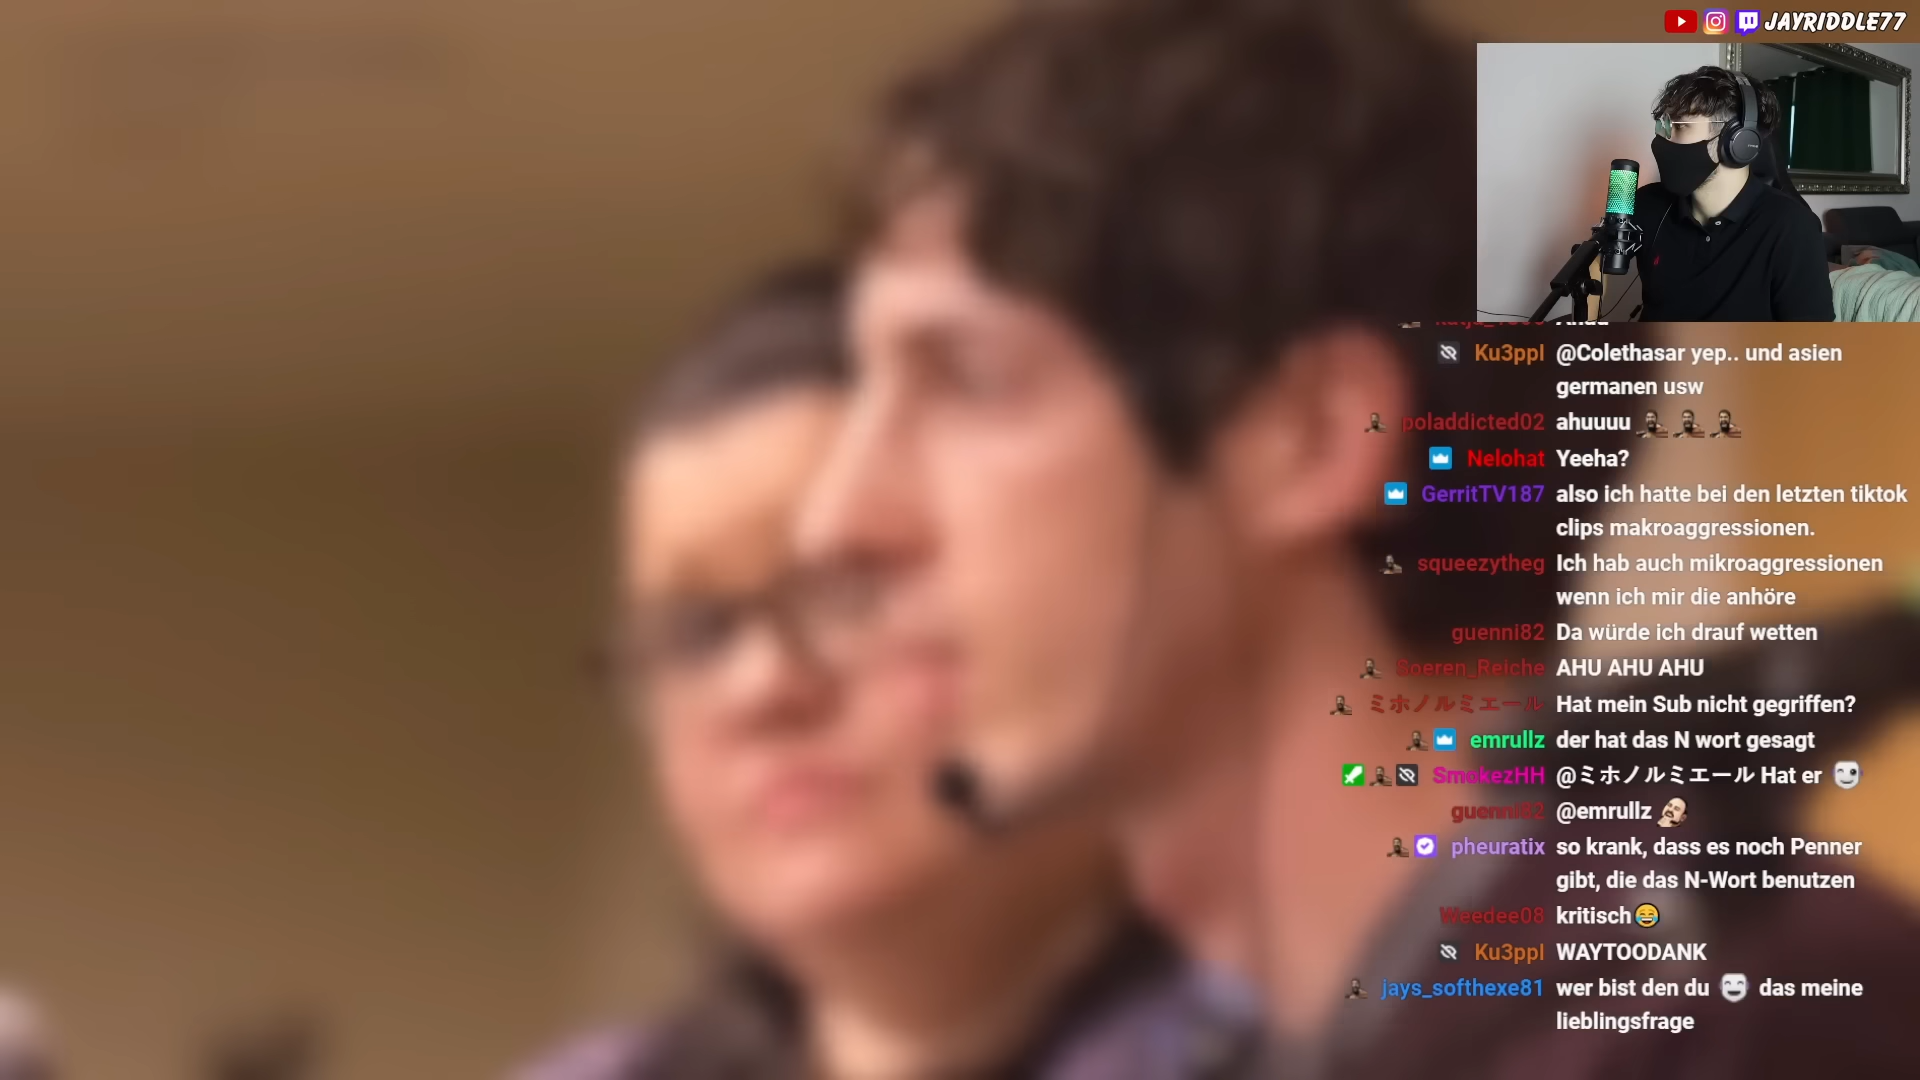 JAYRIDDLE77
Ku3ppl @Colethasar yep.. und asien
germanen usw
poladdicted02 ahuuuu
Nelohat Yeeha?
GerritTV187 also ich hatte bei den letzten tiktok
clips makroaggressionen.
squeezytheg Ich hab auch mikroaggressionen
wenn ich mir die anhöre
guenni82 Da würde ich drauf wetten
Soeren_Reiche AHU AHU AHU
ミホノルミエール Hat mein Sub nicht gegriffen?
emrullz der hat das N wort gesagt
SmokezHH @ミホノルミエール Hat er
guenni82 @emrullz
pheuratix so krank, dass es noch Penner
gibt, die das N-Wort benutzen
Weedee08 kritisch😂
Ku3ppl WAYTOODANK
jays_softhexe81 wer bist den du das meine
lieblingsfrage